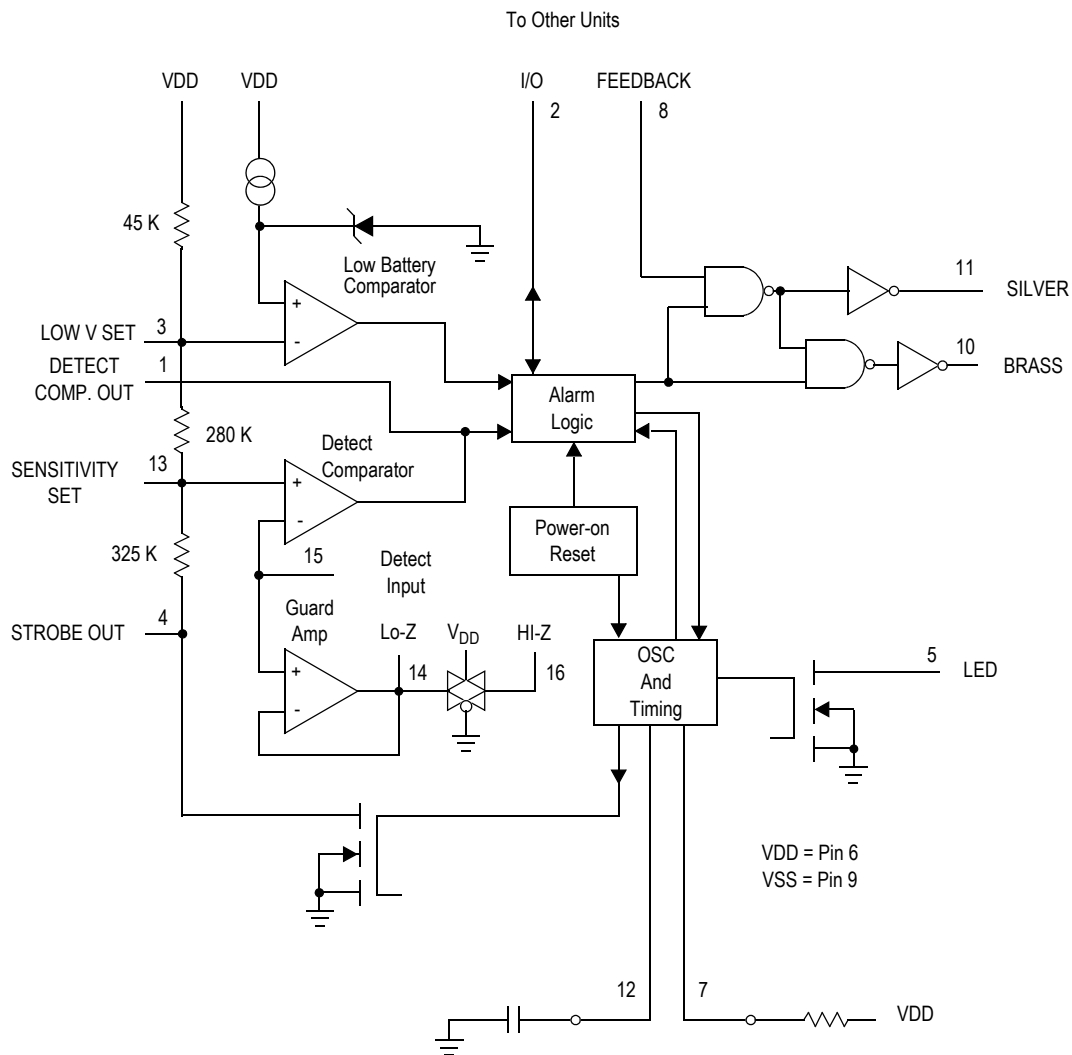 To Other Units
VDD
VDD
I/O
FEEDBACK
2
8
45 K
Low Battery
Comparator
+
-
11
SILVER
LOW V SET
3
10
BRASS
DETECT
COMP. OUT
1
Alarm
Logic
280 K
Detect
Comparator
SENSITIVITY
SET
13
+
-
Power-on
Reset
325 K
15
Detect
Input
STROBE OUT
4
Guard
Amp
Lo-Z
VDD
HI-Z
14
16
+
-
OSC
And
Timing
5
LED
VDD = Pin 6
VSS = Pin 9
12
7
VDD